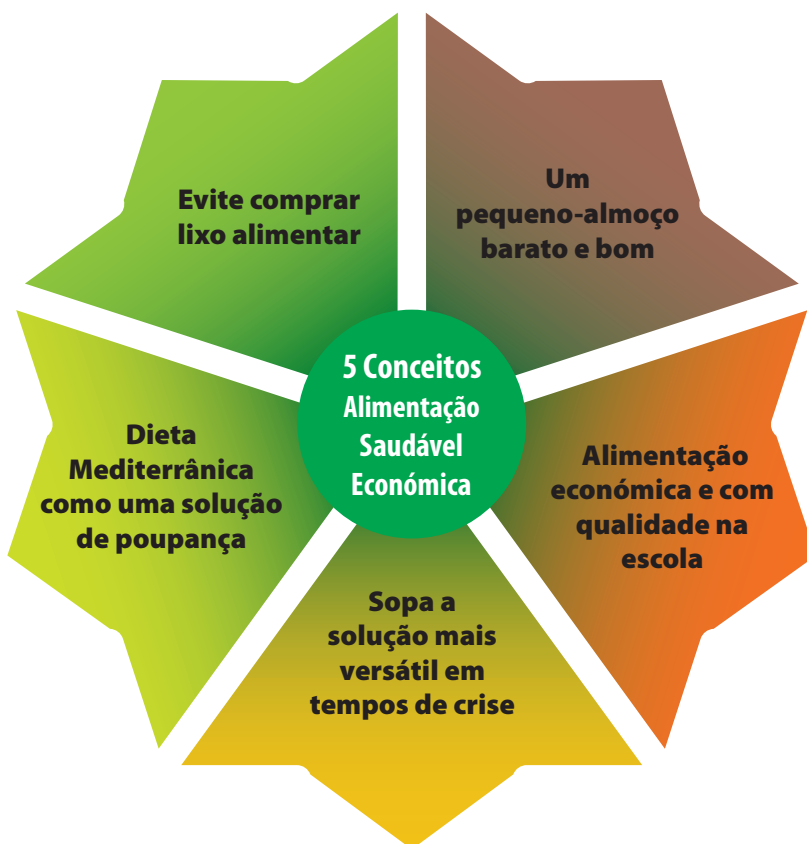 Evite comprar
lixo alimentar
Um
pequeno-almoço
barato e bom
5 Conceitos
Alimentação
Saudável
Económica
Dieta
Mediterrânica
como uma solução
de poupança
Alimentação
económica e com
qualidade na
escola
Sopa a
solução mais
versátil em
tempos de crise